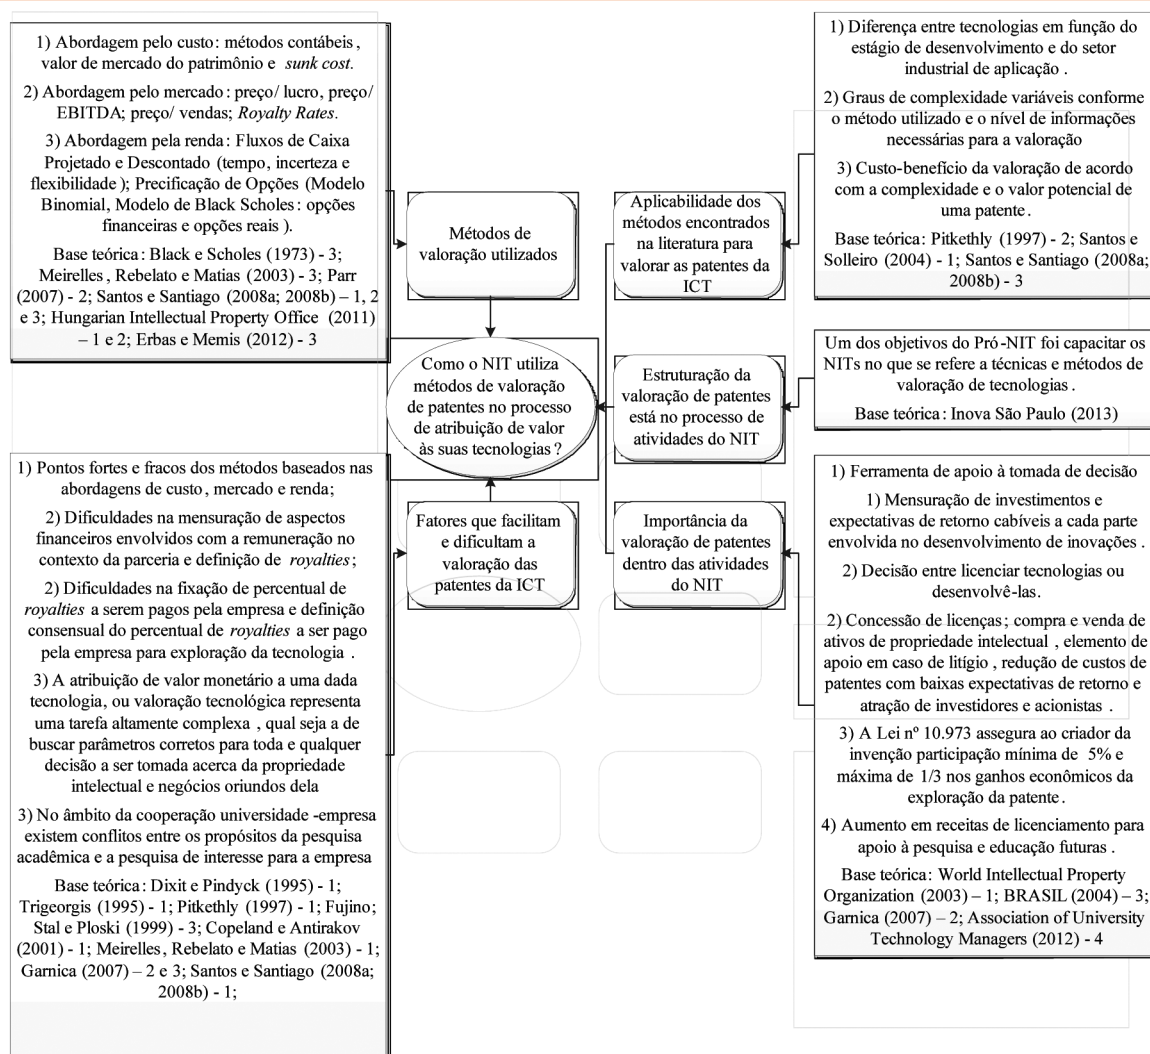 1) Abordagem pelo custo: métodos contábeis,
valor de mercado do patrimônio e sunk cost.
2) Abordagem pelo mercado: preço/ lucro, preço/
EBITDA; preço/ vendas; Royalty Rates.
3) Abordagem pela renda: Fluxos de Caixa
Projetado e Descontado (tempo, incerteza e
flexibilidade); Precificação de Opções (Modelo
Binomial, Modelo de Black Scholes: opções
financeiras e opções reais).
Base teórica: Black e Scholes (1973) - 3;
Meirelles, Rebelato e Matias (2003) - 3; Parr
(2007) - 2; Santos e Santiago (2008a; 2008b) – 1, 2
e 3; Hungarian Intellectual Property Office (2011)
– 1 e 2; Erbas e Memis (2012) - 3
Métodos de
valoração utilizados
Aplicabilidade dos
métodos encontrados
na literatura para
valorar as patentes da
ICT
1) Diferença entre tecnologias em função do
estágio de desenvolvimento e do setor
industrial de aplicação.
2) Graus de complexidade variáveis conforme
o método utilizado e o nível de informações
necessárias para a valoração
3) Custo-benefício da valoração de acordo
com a complexidade e o valor potencial de
uma patente.
Base teórica: Pitkethly (1997) - 2; Santos e
Solleiro (2004) - 1; Santos e Santiago (2008a;
2008b) - 3
Como o NIT utiliza
métodos de valoração
de patentes no processo
de atribuição de valor
às suas tecnologias?
Estruturação da
valoração de patentes
está no processo de
atividades do NIT
Um dos objetivos do Pró-NIT foi capacitar os
NITs no que se refere a técnicas e métodos de
valoração de tecnologias.
Base teórica: Inova São Paulo (2013)
1) Pontos fortes e fracos dos métodos baseados nas
abordagens de custo, mercado e renda;
2) Dificuldades na mensuração de aspectos
financeiros envolvidos com a remuneração no
contexto da parceria e definição de royalties;
2) Dificuldades na fixação de percentual de
royalties a serem pagos pela empresa e definição
consensual do percentual de royalties a ser pago
pela empresa para exploração da tecnologia.
3) A atribuição de valor monetário a uma dada
tecnologia, ou valoração tecnológica representa
uma tarefa altamente complexa, qual seja a de
buscar parâmetros corretos para toda e qualquer
decisão a ser tomada acerca da propriedade
intelectual e negócios oriundos dela
3) No âmbito da cooperação universidade-empresa
existem conflitos entre os propósitos da pesquisa
acadêmica e a pesquisa de interesse para a empresa
Base teórica: Dixit e Pindyck (1995) - 1;
Trigeorgis (1995) - 1; Pitkethly (1997) - 1; Fujino;
Stal e Ploski (1999) - 3; Copeland e Antirakov
(2001) - 1; Meirelles, Rebelato e Matias (2003) - 1;
Garnica (2007) – 2 e 3; Santos e Santiago (2008a;
2008b) - 1;
Fatores que facilitam
e dificultam a
valoração das
patentes da ICT
Importância da
valoração de patentes
dentro das atividades
do NIT
1) Ferramenta de apoio à tomada de decisão
1) Mensuração de investimentos e
expectativas de retorno cabíveis a cada parte
envolvida no desenvolvimento de inovações.
2) Decisão entre licenciar tecnologias ou
desenvolvê-las.
2) Concessão de licenças; compra e venda de
ativos de propriedade intelectual, elemento de
apoio em caso de litígio, redução de custos de
patentes com baixas expectativas de retorno e
atração de investidores e acionistas.
3) A Lei nº 10.973 assegura ao criador da
invenção participação mínima de 5% e
máxima de 1/3 nos ganhos econômicos da
exploração da patente.
4) Aumento em receitas de licenciamento para
apoio à pesquisa e educação futuras.
Base teórica: World Intellectual Property
Organization (2003) – 1; BRASIL (2004) – 3;
Garnica (2007) – 2; Association of University
Technology Managers (2012) - 4